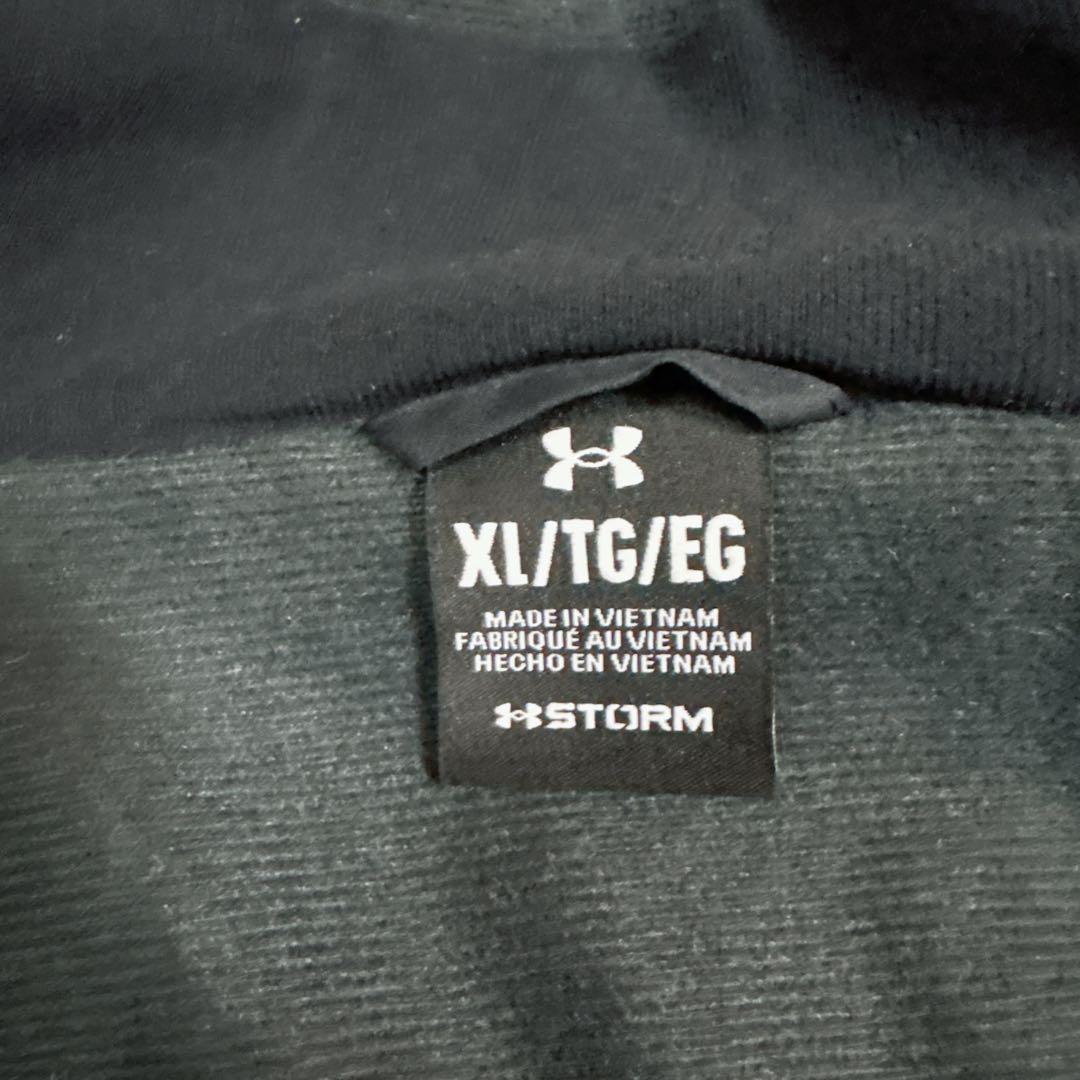 XL/TG/EG
MADE IN VIETNAM
FABRIQUÉ AU VIETNAM
HECHO EN VIETNAM
STORM